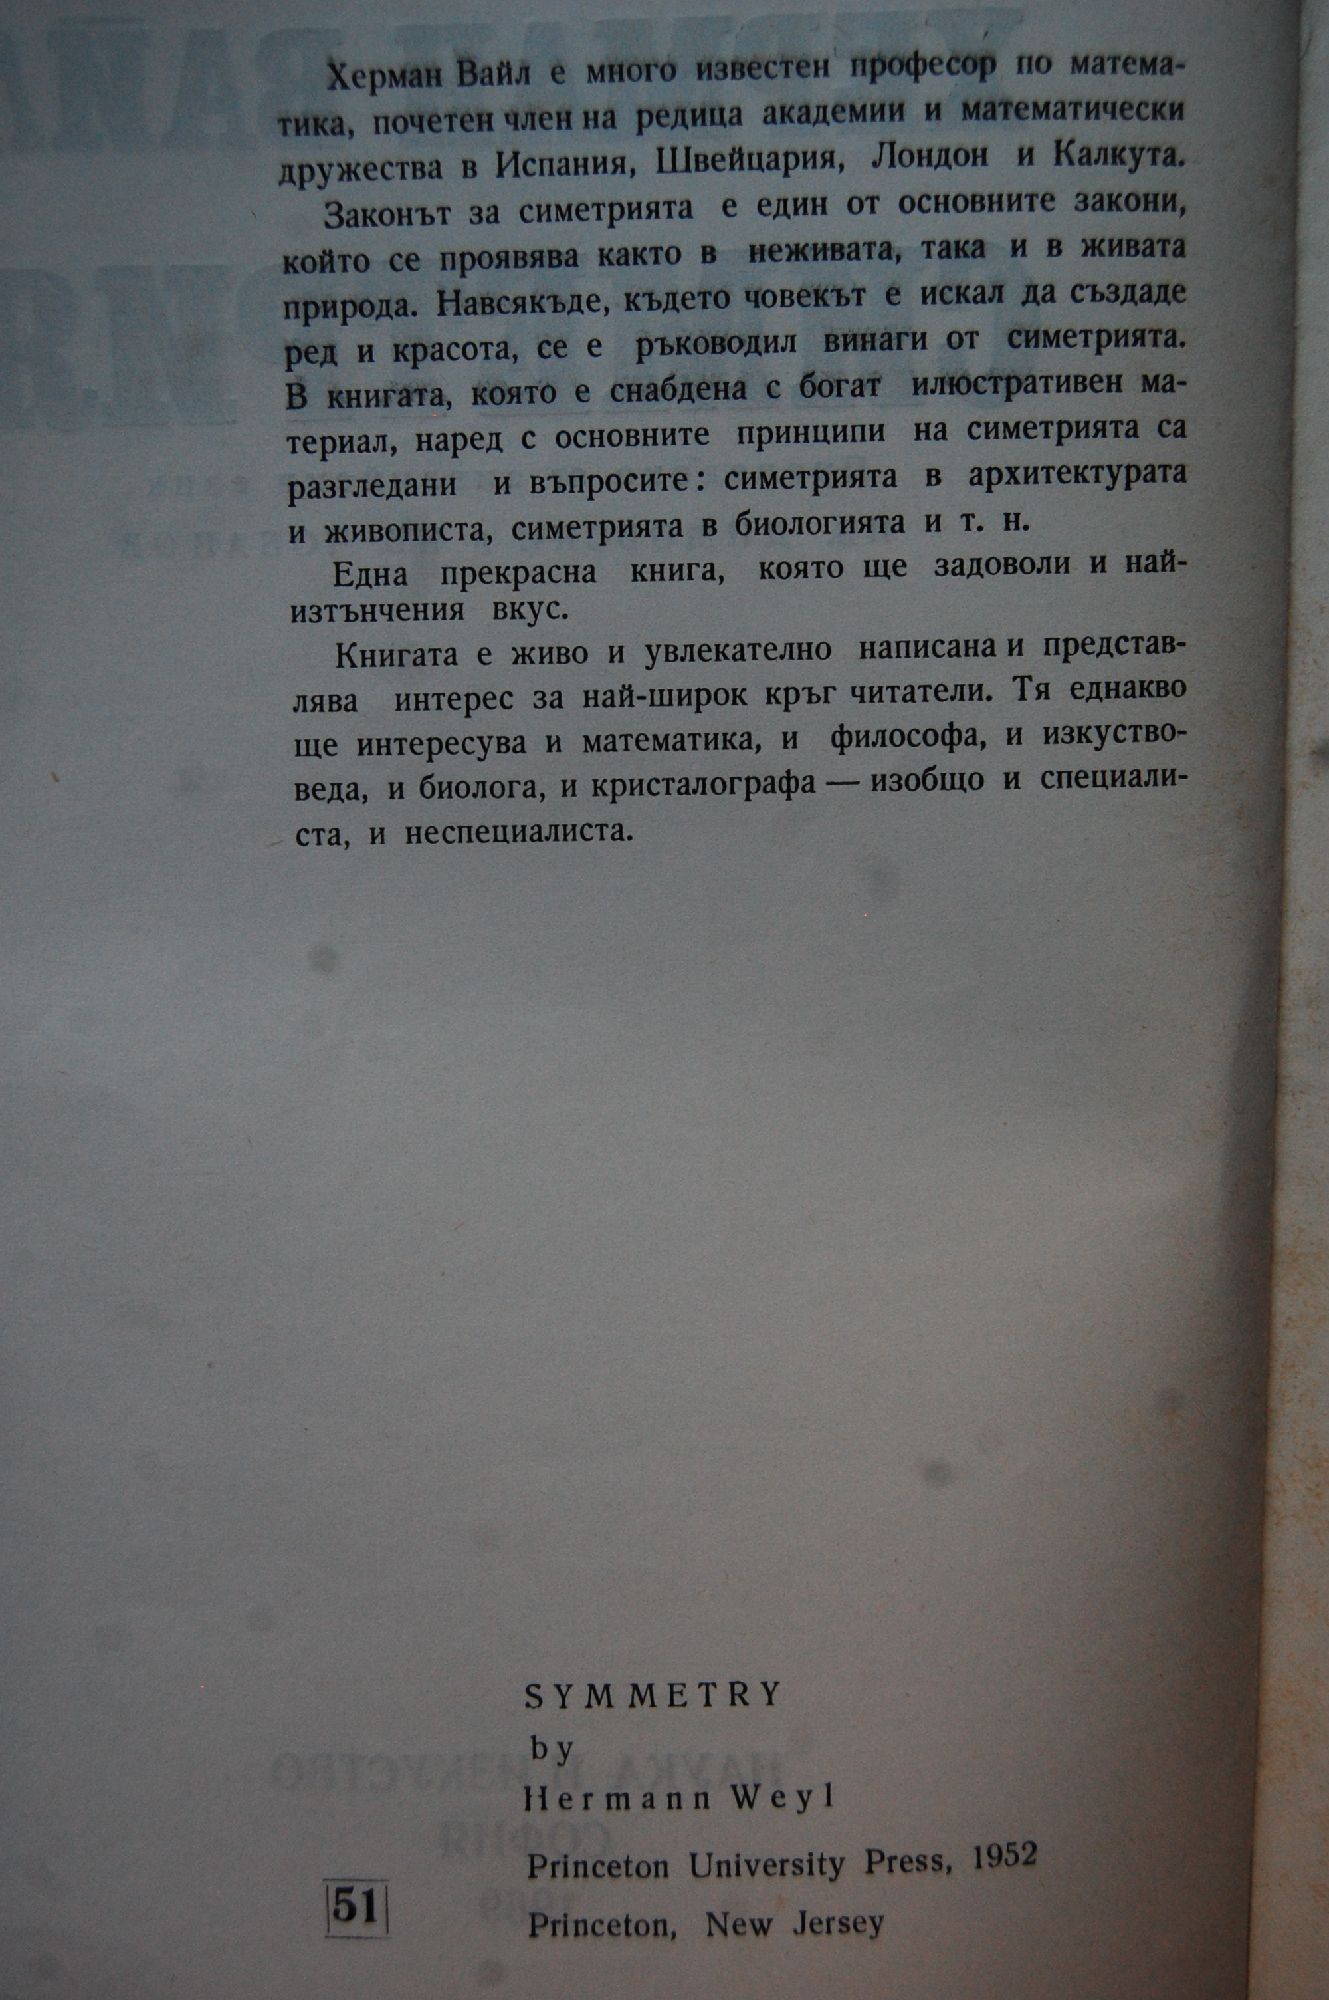 Херман Вайл е много известен професор по матема-
тика, почетен член на редица академии и математически
дружества в Испания, Швейцария, Лондон и Калкута.
Законът за симетрията е един от основните закони,
който се проявява както в неживата, така и в живата
природа. Навсякъде, където човекът е искал да създаде
ред и красота, се е ръководил винаги от симетрията.
В книгата, която е снабдена с богат илюстративен ма-
териал, наред с основните принципи на симетрията са
разгледани и въпросите: симетрията в архитектурата
и живописта, симетрията в биологията и т. н.
Една прекрасна книга, която ще задоволи и най-
изтънчения вкус.
Книгата е живо и увлекателно написана и представ-
лява интерес за най-широк кръг читатели. Тя еднакво
ще интересува и математика, и философа, и изкуство-
веда, и биолога, и кристалографа — изобщо и специали-
ста, и неспециалиста.
SYMMETRY
by
Hermann Weyl
Princeton University Press, 1952
51
Princeton, New Jersey